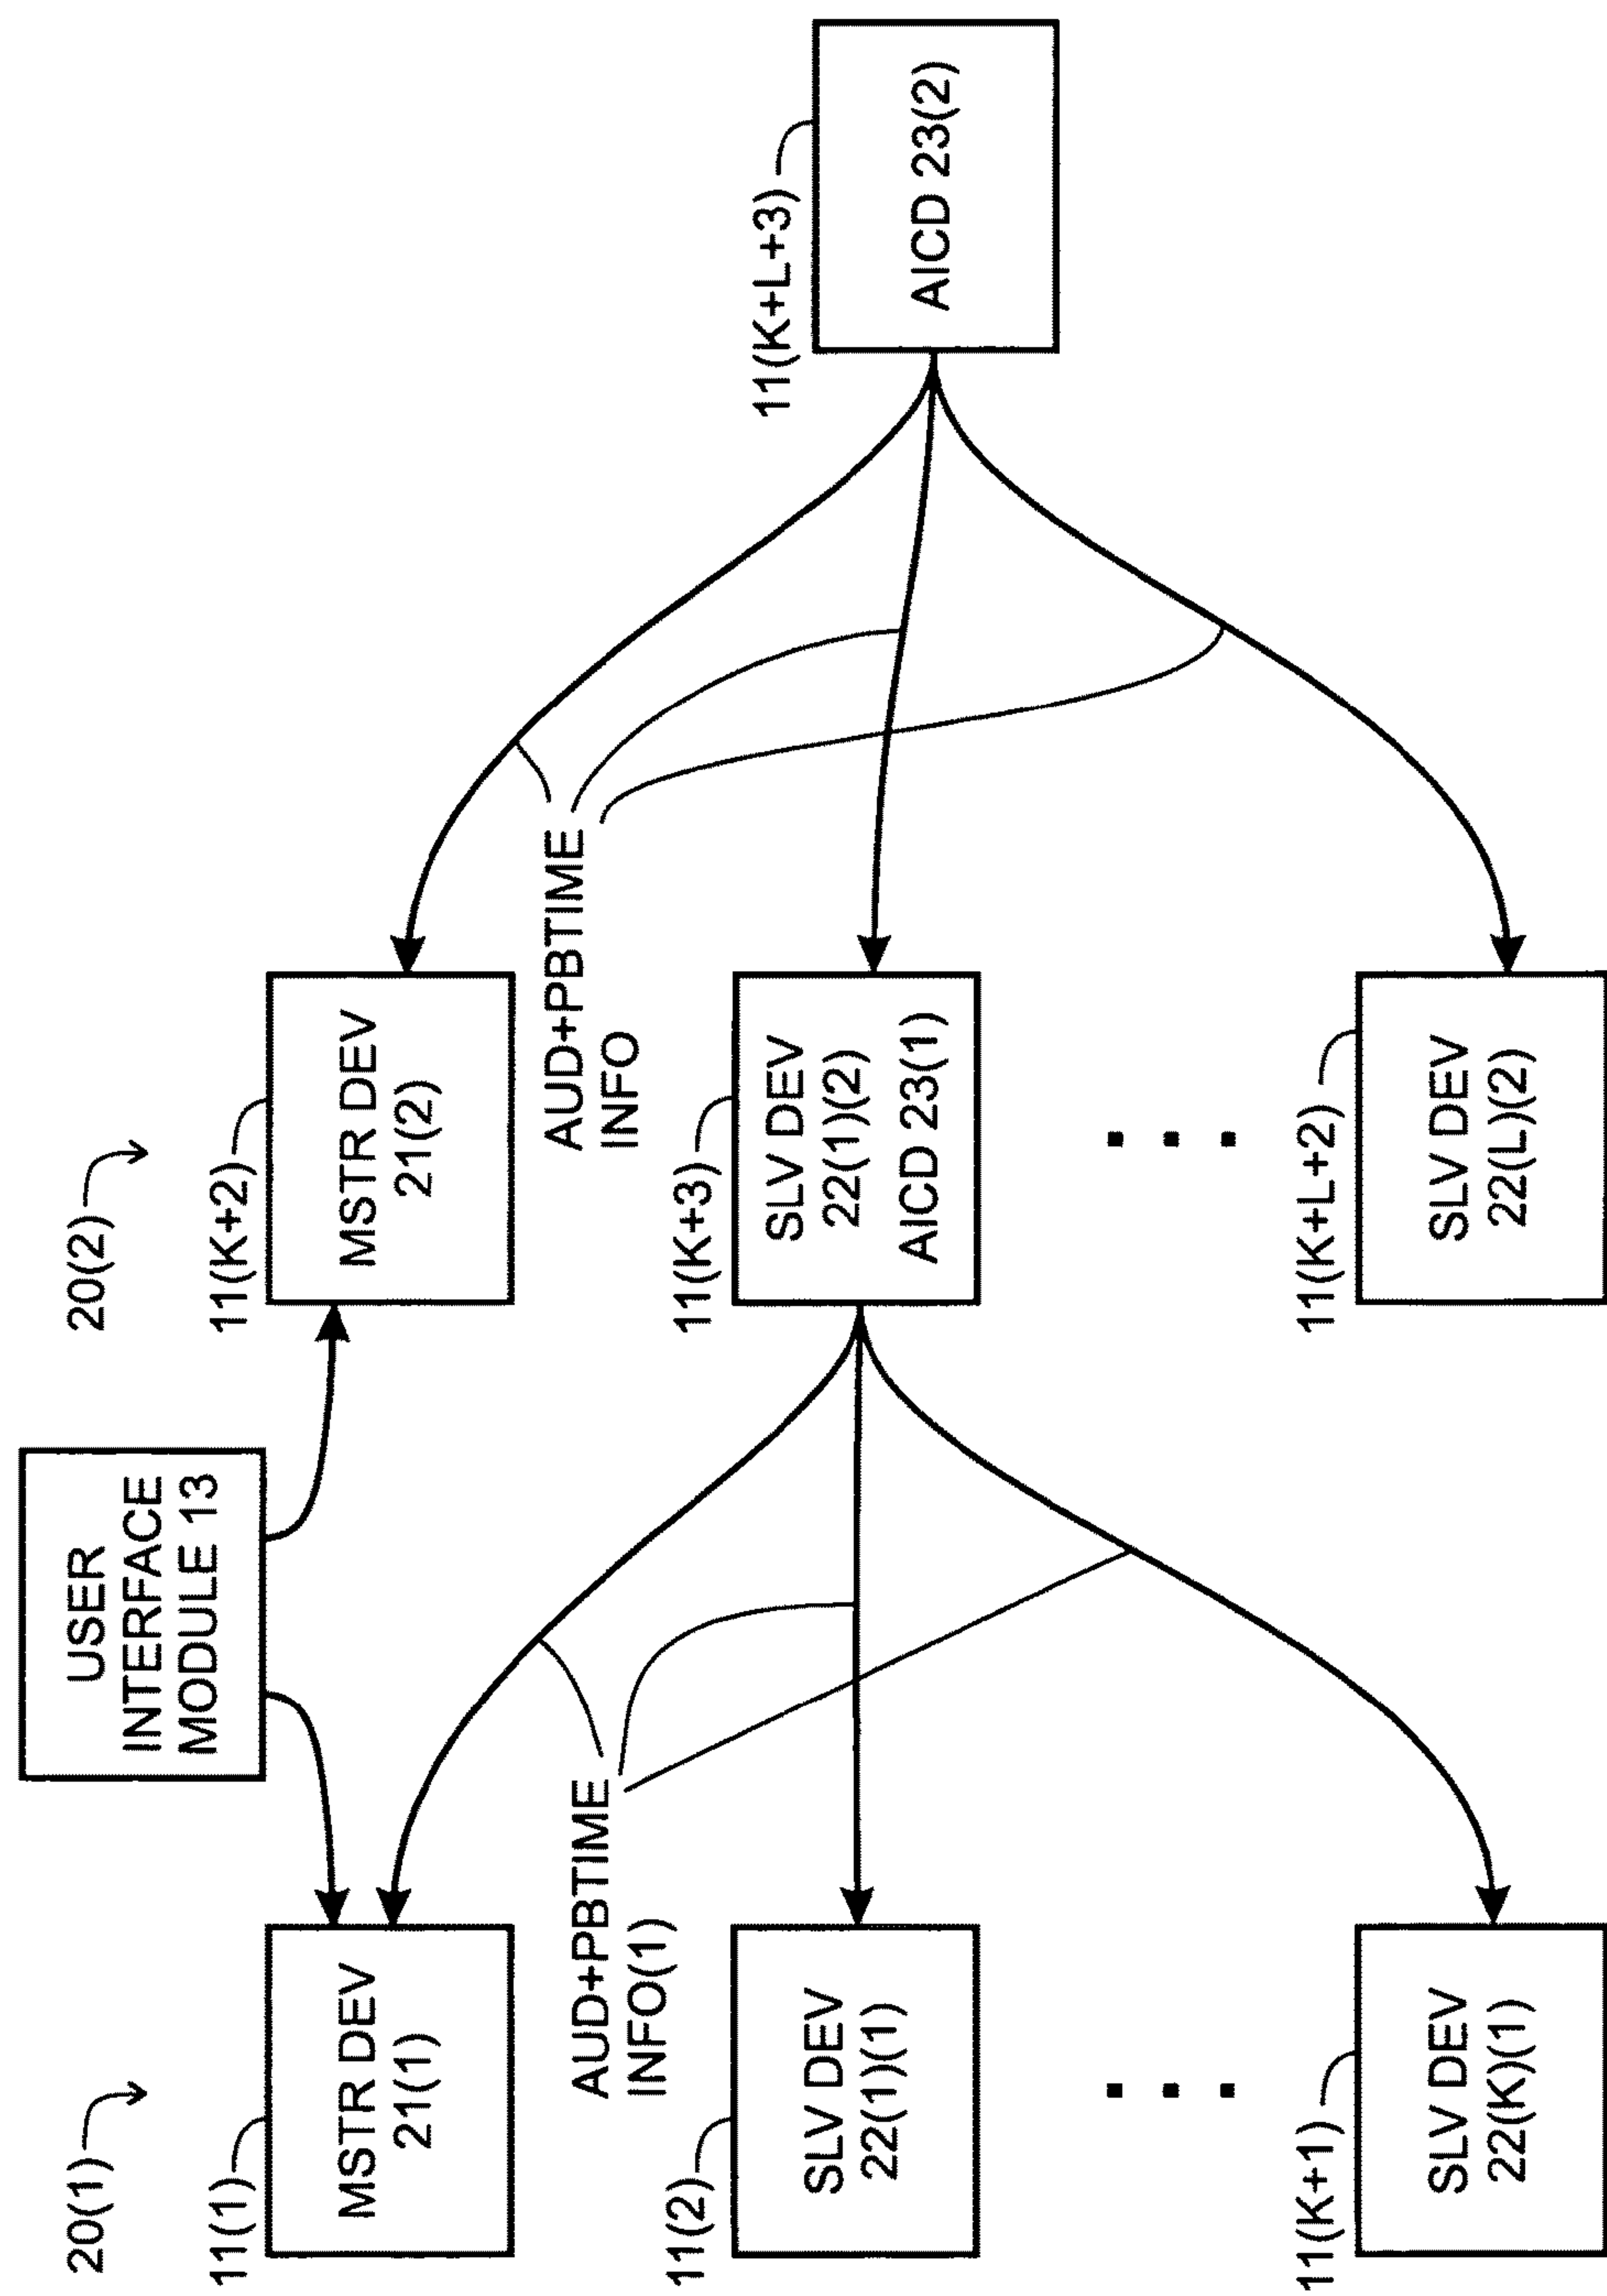 USER
INTERFACE
MODULE 13
20(1)
20(2)
11(1)
MSTR DEV
21(1)
11(K+2)
MSTR DEV
21(2)
AUD+PBTIME
INFO(1)
AUD+PBTIME
INFO
11(2)
SLV DEV
22(1)(1)
11(K+3)
SLV DEV
22(1)(2)
AICD 23(1)
11(K+L+3)
AICD 23(2)
11(K+1)
SLV DEV
22(K)(1)
11(K+L+2)
SLV DEV
22(L)(2)